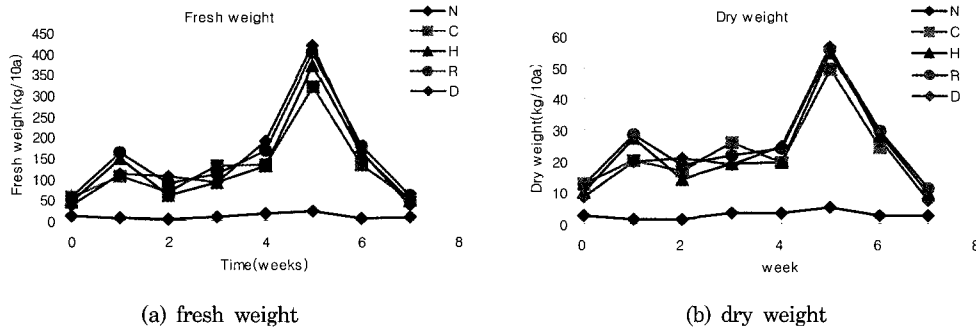 Fresh weight
Fresh weigh(kg/10a)
450
400
350
300
250
200
150
100
50
0
0 2 4 6 8
Time(weeks)
N
C
H
R
D
(a) fresh weight
Dry weight
Dry weight(kg/10a)
60
50
40
30
20
10
0
0 2 4 6 8
week
N
C
H
R
D
(b) dry weight